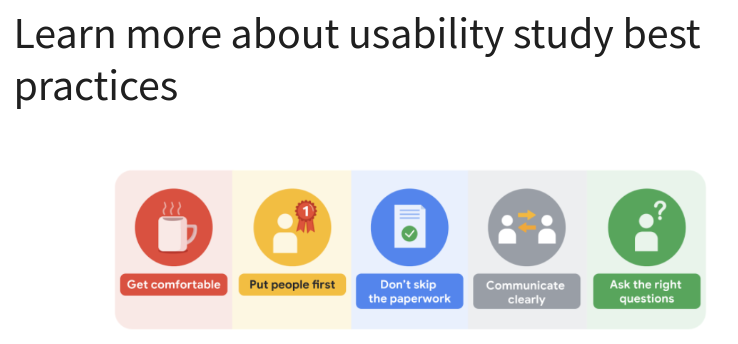 Learn more about usability study best
practices
1
Get comfortable
Put people first
Don't skip
the paperwork
Communicate
clearly
?
Ask the right
questions